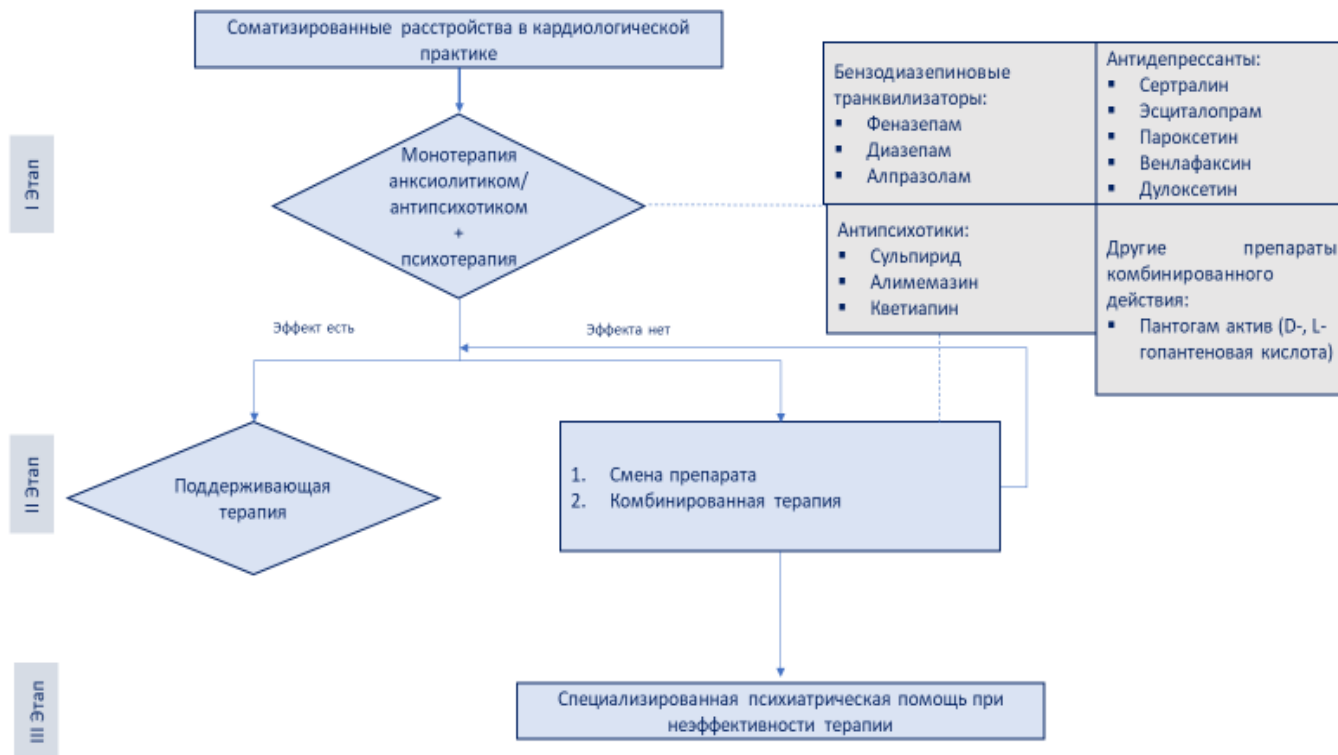 Соматизированные расстройства в кардиологической
практике
I Этап
Монотерапия
анксиолитиком/
антипсихотиком
+
психотерапия
Бензодиазепиновые
транквилизаторы:
▪ Феназепам
▪ Диазепам
▪ Алпразолам
Антидепрессанты:
▪ Сертралин
▪ Эсциталопрам
▪ Пароксетин
▪ Венлафаксин
▪ Дулоксетин
Антипсихотики:
▪ Сульпирид
▪ Алимемазин
▪ Кветиапин
Другие препараты
комбинированного
действия:
▪ Пантогам актив (D-, L-
гопантеновая кислота)
Эффект есть
Эффекта нет
II Этап
Поддерживающая
терапия
1. Смена препарата
2. Комбинированная терапия
III Этап
Специализированная психиатрическая помощь при
неэффективности терапии